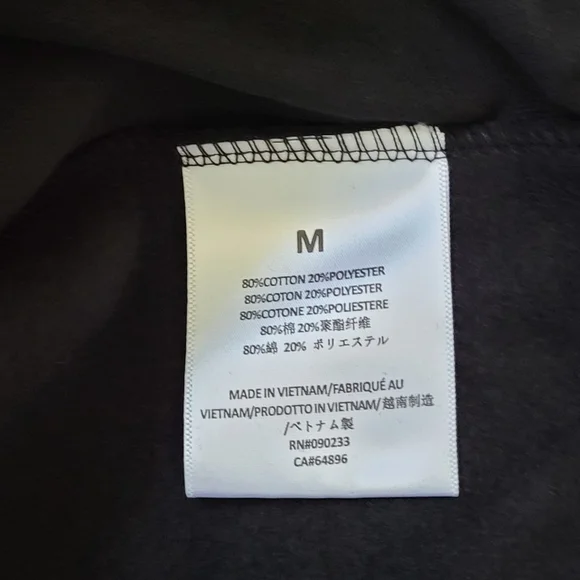 M
80%COTTON 20%POLYESTER
80%COTON 20%POLYESTER
80%COTONE 20%POLIESTERE
80%棉 20%聚酯纤维
80%綿 20% ポリエステル
MADE IN VIETNAM/FABRIQUÉ AU
VIETNAM/PRODOTTO IN VIETNAM/越南制造
/ベトナム製
RN#090233
CA#64896